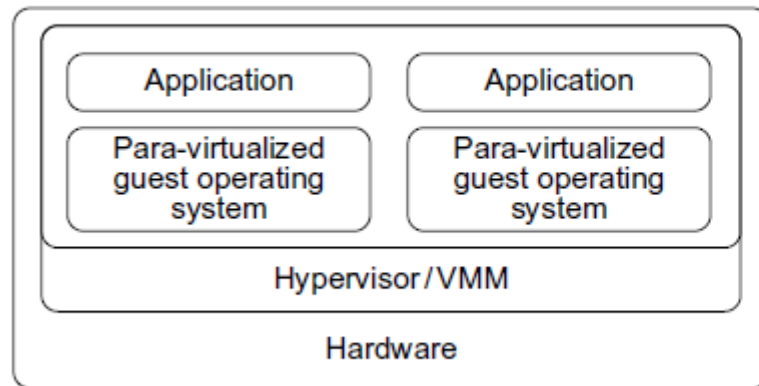 Application
Application
Para-virtualized
guest operating
system
Para-virtualized
guest operating
system
Hypervisor/VMM
Hardware